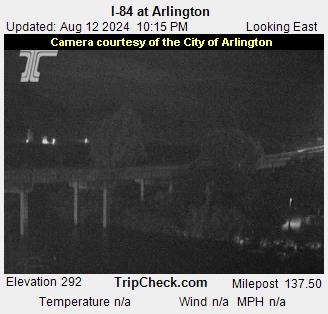 I-84 at Arlington
Updated: Aug 12 2024 10:15 PM Looking East
Camera courtesy of the City of Arlington
Elevation 292 TripCheck.com Milepost 137.50
Temperature n/a Wind n/a MPH n/a